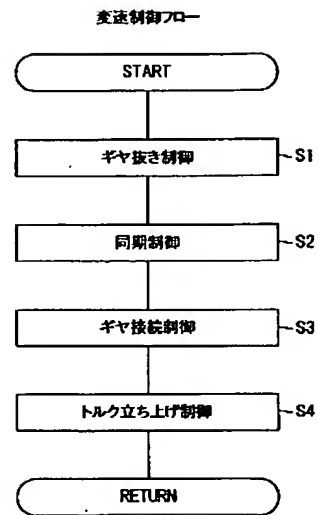 変速制御フロー
START
ギヤ抜き制御 S1
同期制御 S2
ギヤ接続制御 S3
トルク立ち上げ制御 S4
RETURN